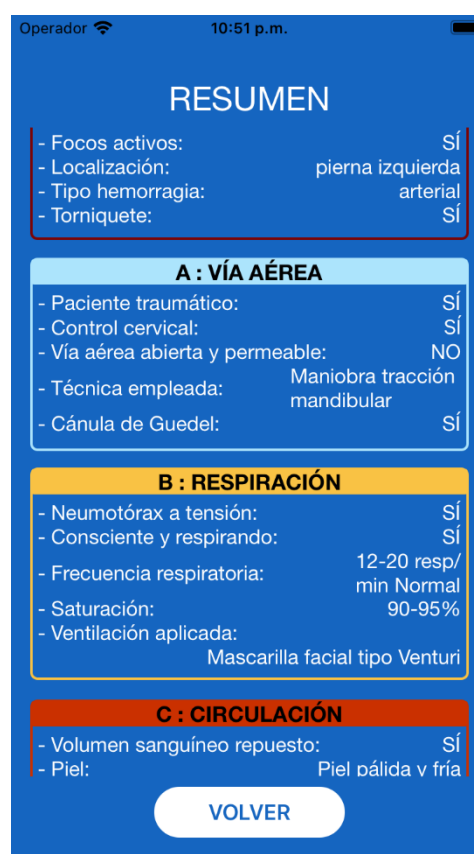 Operador 10:51 p.m.
RESUMEN
- Focos activos: SÍ
- Localización: pierna izquierda
- Tipo hemorragia: arterial
- Torniquete: SÍ
A : VÍA AÉREA
- Paciente traumático: SÍ
- Control cervical: SÍ
- Vía aérea abierta y permeable: NO
- Técnica empleada: Maniobra tracción
mandibular
- Cánula de Guedel: SÍ
B : RESPIRACIÓN
- Neumotórax a tensión: SÍ
- Consciente y respirando: SÍ
- Frecuencia respiratoria: 12-20 resp/
min Normal
- Saturación: 90-95%
- Ventilación aplicada:
Mascarilla facial tipo Venturi
C : CIRCULACIÓN
- Volumen sanguíneo repuesto: SÍ
- Piel: Piel pálida y fría
VOLVER